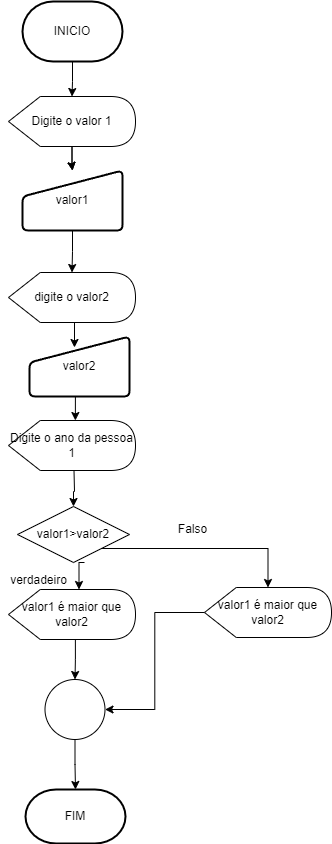 INICIO
Digite o valor 1
valor1
digite o valor2
valor2
Digite o ano da pessoa
1
valor1>valor2
Falso
verdadeiro
valor1 é maior que
valor2
valor1 é maior que
valor2
FIM